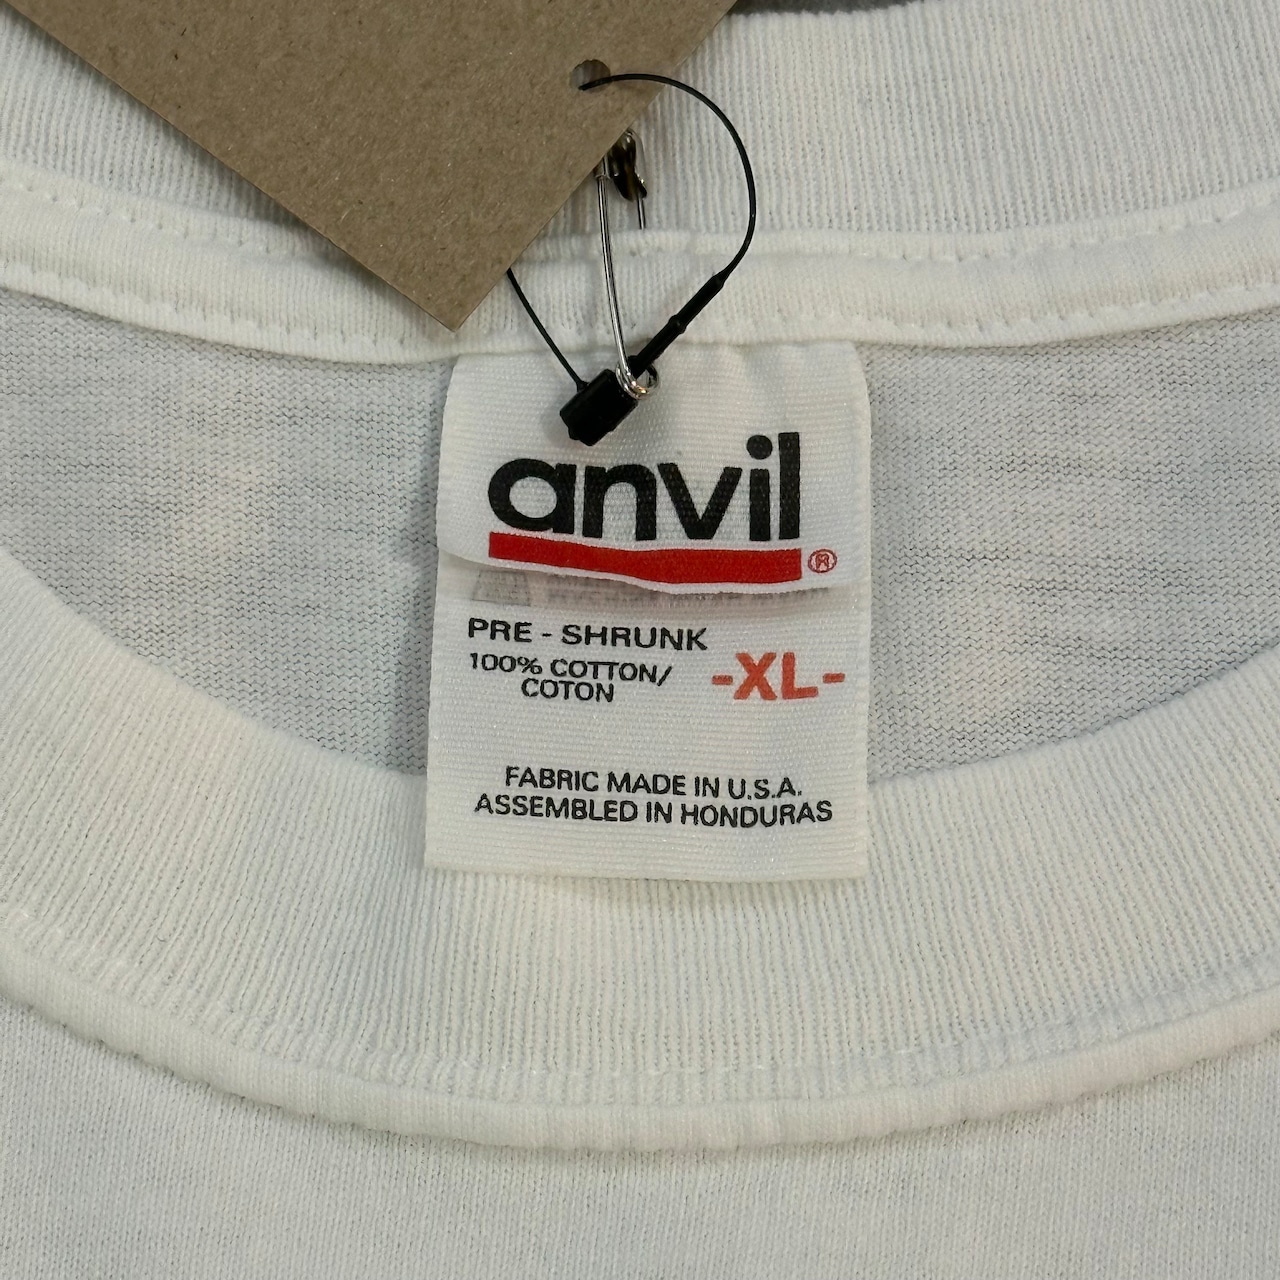 anvil
®
PRE - SHRUNK
100% COTTON/
COTON
-XL-
FABRIC MADE IN U.S.A.
ASSEMBLED IN HONDURAS